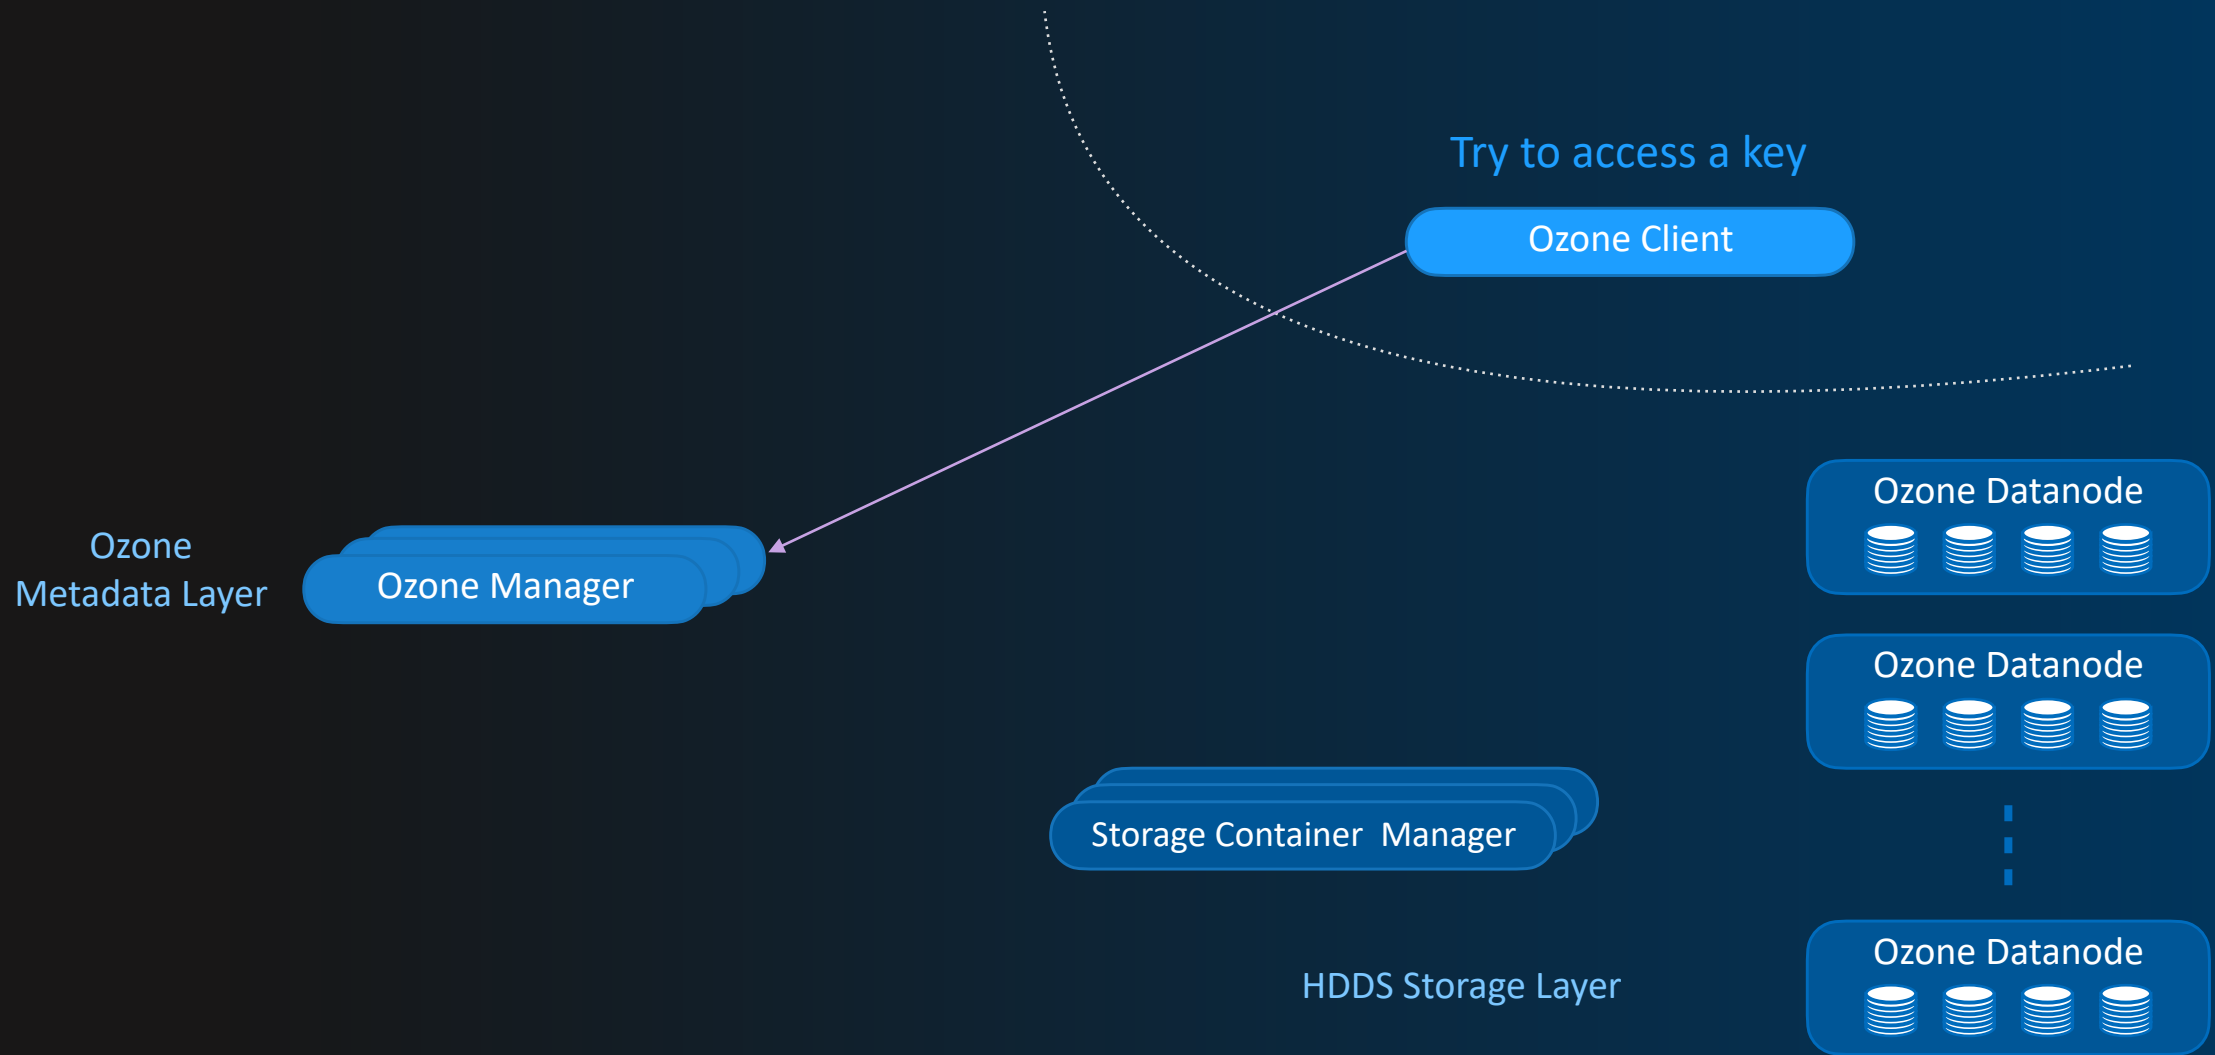 Try to access a key
Ozone Client
Ozone Datanode
Ozone
Metadata Layer
Ozone Manager
Ozone Datanode
Storage Container  Manager
Ozone Datanode
HDDS Storage Layer